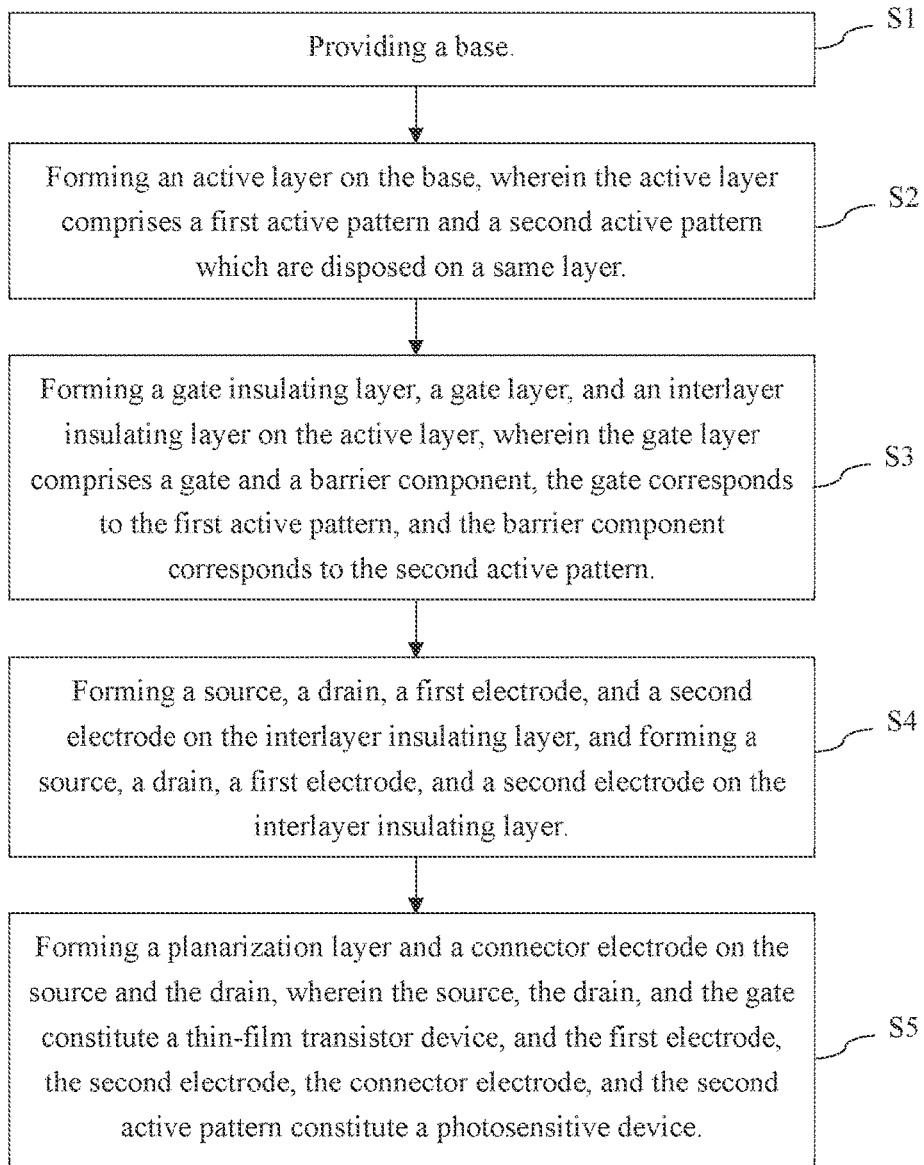 Providing a base.
S1
Forming an active layer on the base, wherein the active layer
comprises a first active pattern and a second active pattern
which are disposed on a same layer.
S2
Forming a gate insulating layer, a gate layer, and an interlayer
insulating layer on the active layer, wherein the gate layer
comprises a gate and a barrier component, the gate corresponds
to the first active pattern, and the barrier component
corresponds to the second active pattern.
S3
Forming a source, a drain, a first electrode, and a second
electrode on the interlayer insulating layer, and forming a
source, a drain, a first electrode, and a second electrode on the
interlayer insulating layer.
S4
Forming a planarization layer and a connector electrode on the
source and the drain, wherein the source, the drain, and the gate
constitute a thin-film transistor device, and the first electrode,
the second electrode, the connector electrode, and the second
active pattern constitute a photosensitive device.
S5